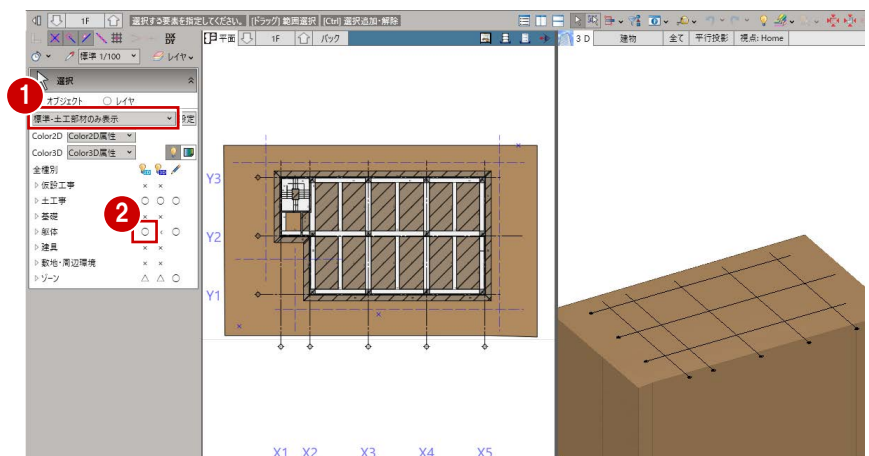 1F 選択する要素を指定してください。 [ドラッグ] 範囲選択 [Ctrl] 選択追加・解除
標準 1/100 レイヤ
平面 1F バック
3 D 建物 全て 平行投影 視点: Home
選択
1
オブジェクト レイヤ
標準-土工部材のみ表示 設定
Color2D Color2D属性
Color3D Color3D属性
全種別
仮設工事 × ×
土工事 ○ ○ ○
2
基礎 × ×
躯体 ○ ○
建具 × ×
敷地・周辺環境 × ×
ゾーン △ △ ○
Y3
Y2
Y1
X1 X2 X3 X4 X5